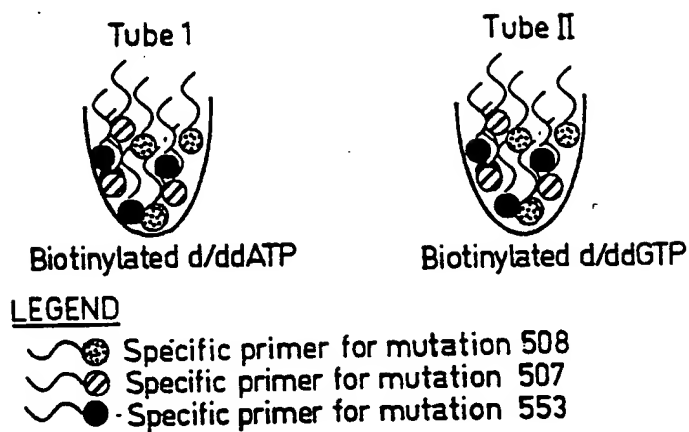 Tube 1
Tube II
Biotinylated d/ddATP
Biotinylated d/ddGTP
LEGEND
Specific primer for mutation 508
Specific primer for mutation 507
Specific primer for mutation 553